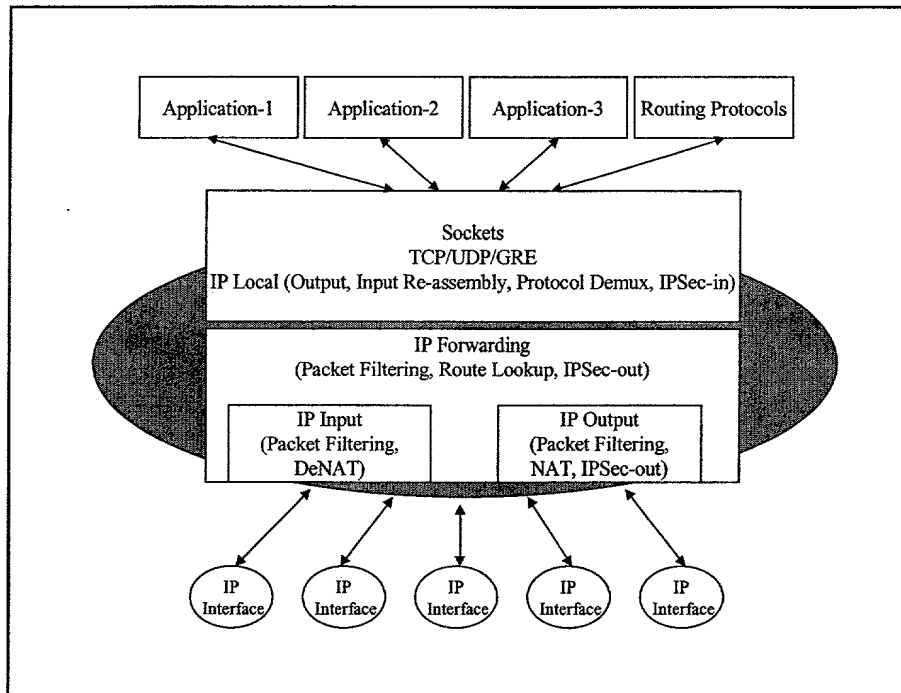 Application-1
Application-2
Application-3
Routing Protocols
Sockets
TCP/UDP/GRE
IP Local (Output, Input Re-assembly, Protocol Demux, IPSec-in)
IP Forwarding
(Packet Filtering, Route Lookup, IPSec-out)
IP Input
(Packet Filtering,
DeNAT)
IP Output
(Packet Filtering,
NAT, IPSec-out)
IP
Interface
IP
Interface
IP
Interface
IP
Interface
IP
Interface